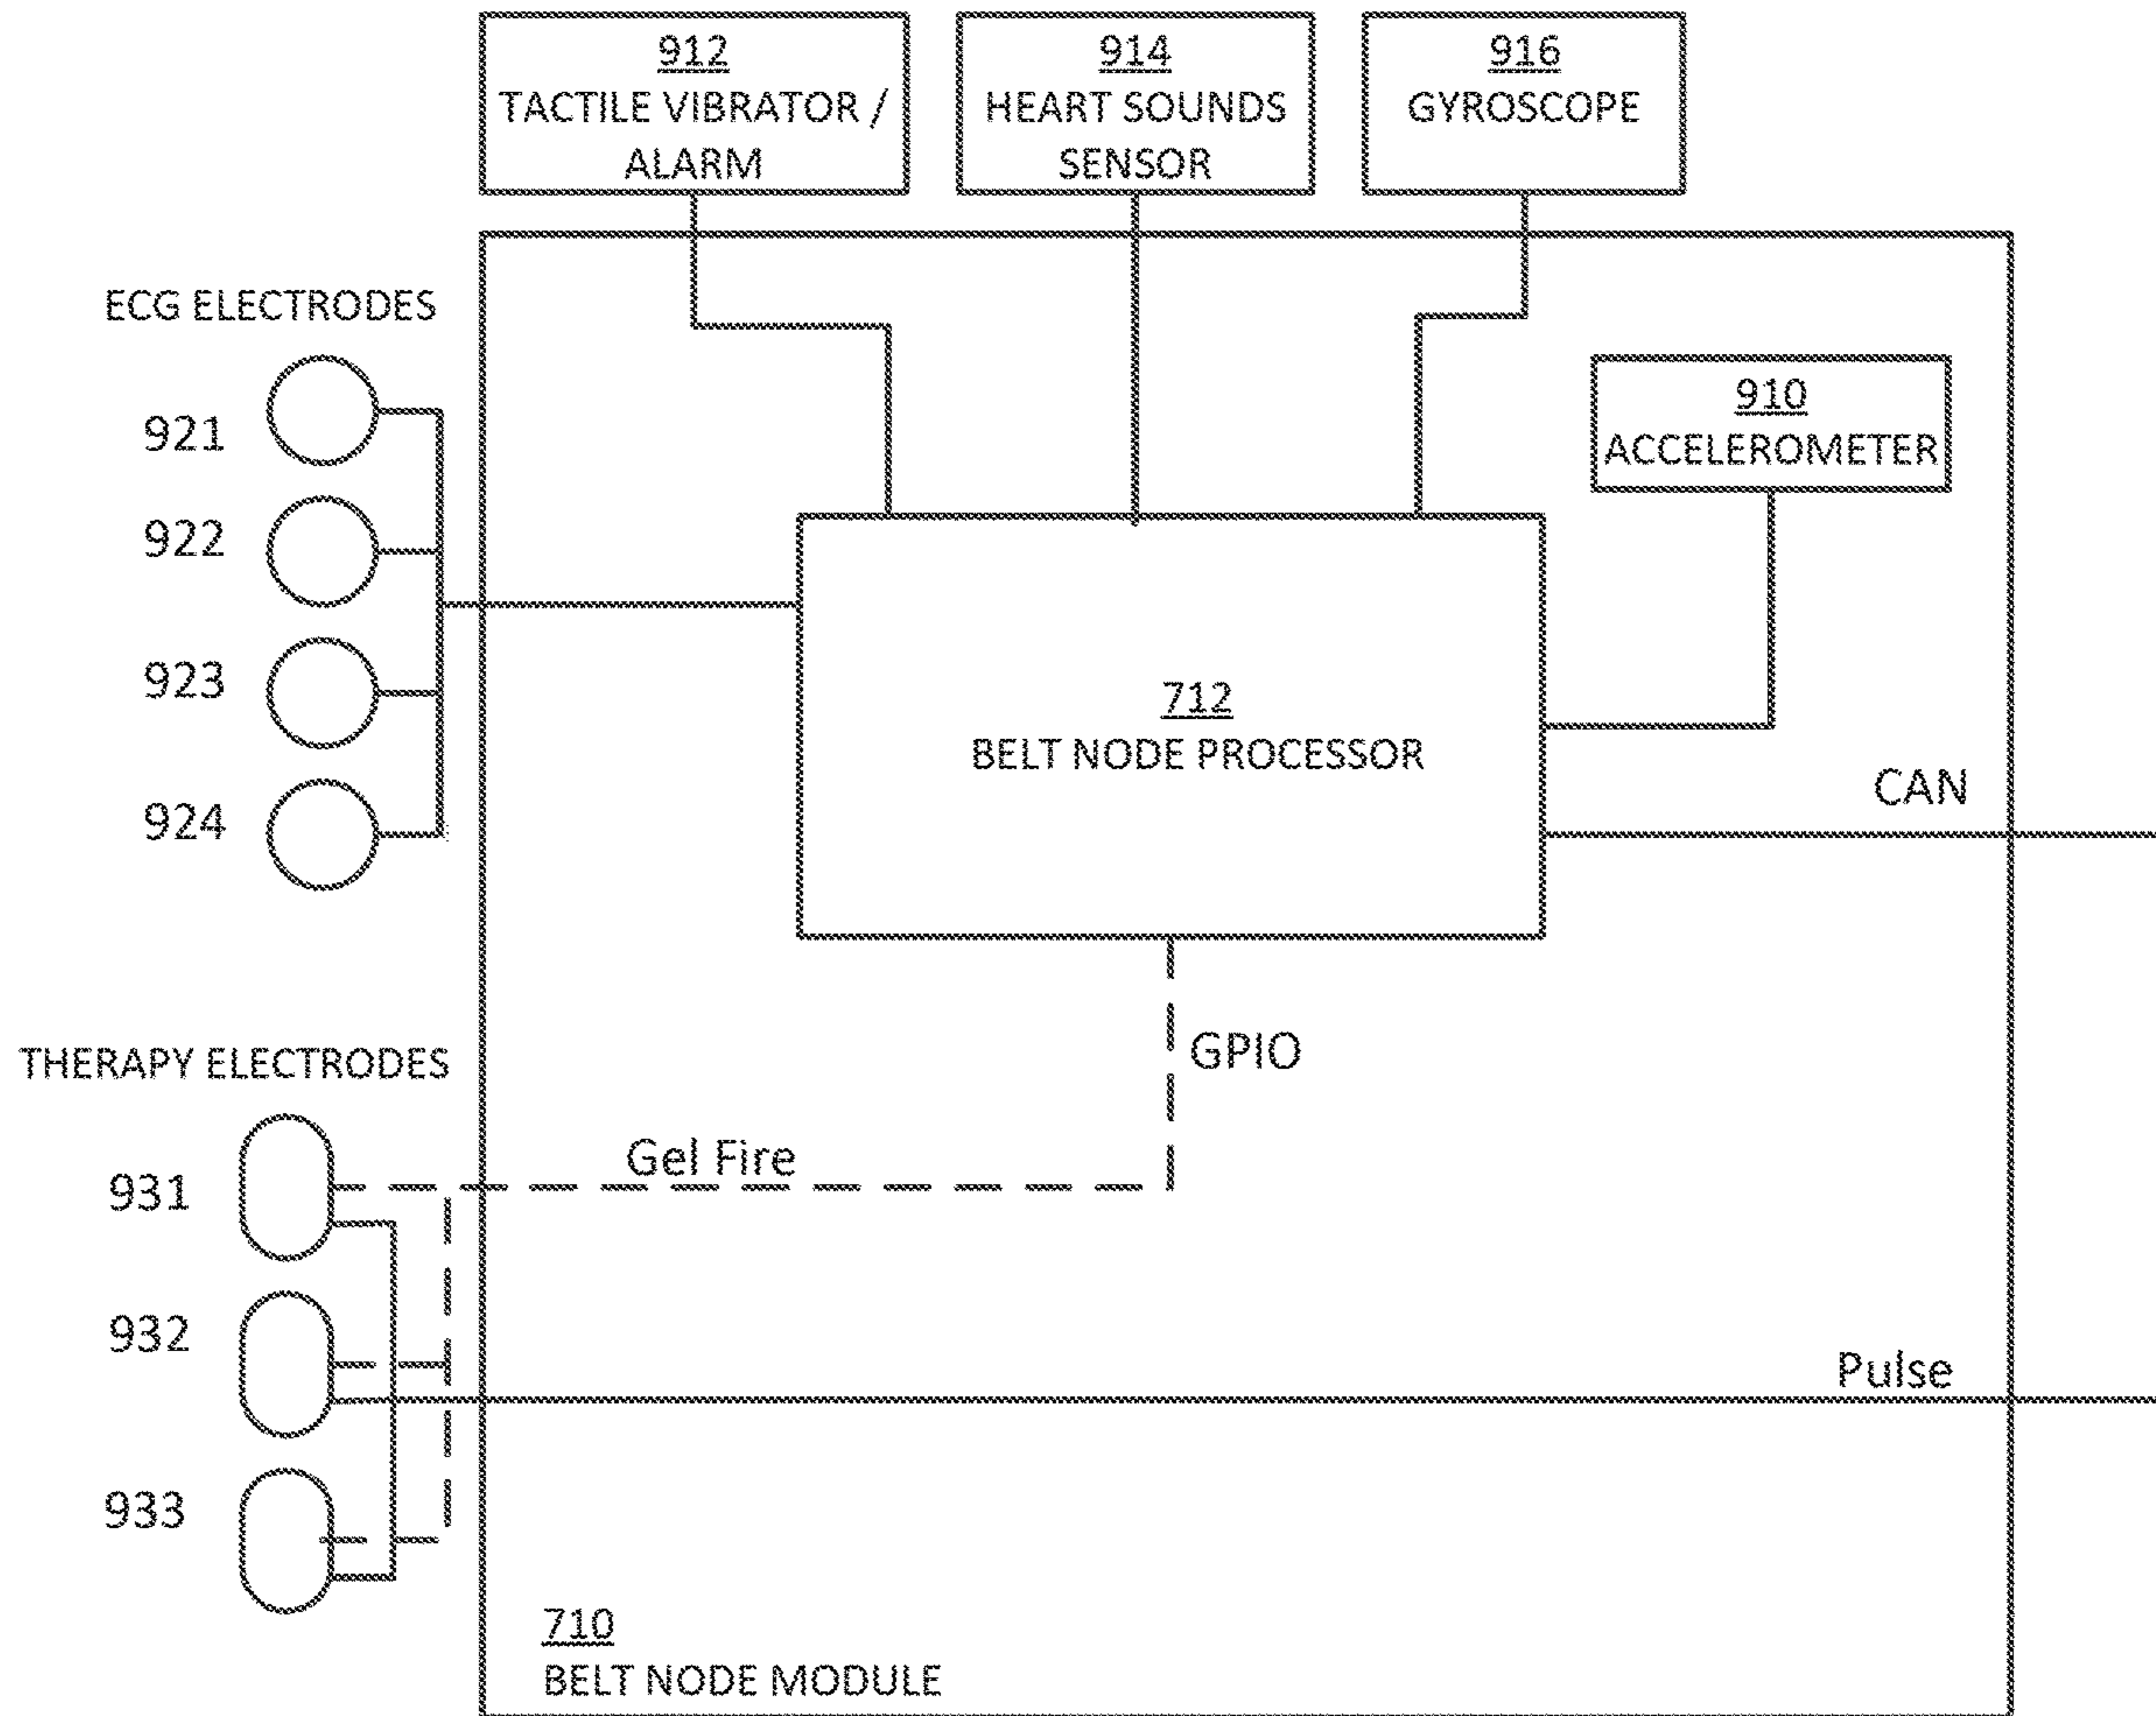 912
TACTILE VIBRATOR /
ALARM
914
HEART SOUNDS
SENSOR
916
GYROSCOPE
ECG ELECTRODES
921
922
923
924
910
ACCELEROMETER
712
BELT NODE PROCESSOR
CAN
GPIO
THERAPY ELECTRODES
Gel Fire
931
932
933
Pulse
710
BELT NODE MODULE